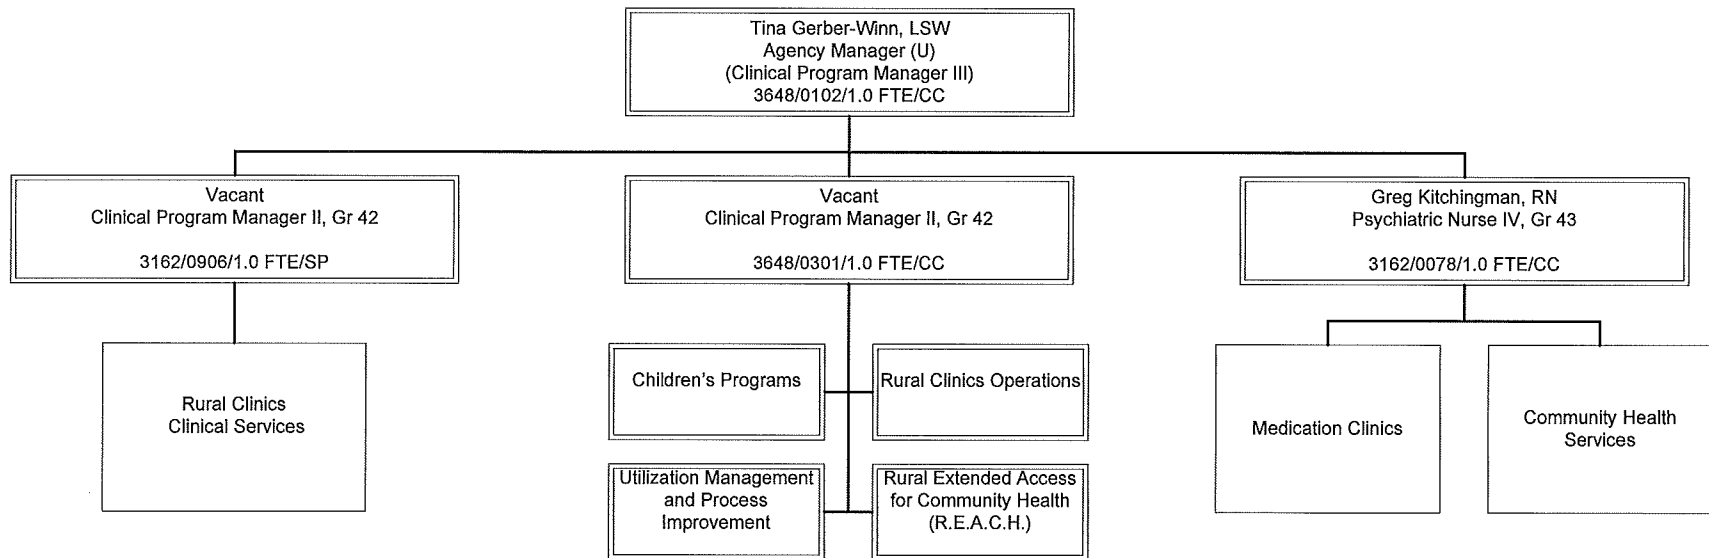 Tina Gerber-Winn, LSW
Agency Manager (U)
(Clinical Program Manager III)
3648/0102/1.0 FTE/CC
Vacant
Clinical Program Manager II, Gr 42
3162/0906/1.0 FTE/SP
Vacant
Clinical Program Manager II, Gr 42
3648/0301/1.0 FTE/CC
Greg Kitchingman, RN
Psychiatric Nurse IV, Gr 43
3162/0078/1.0 FTE/CC
Rural Clinics
Clinical Services
Children's Programs
Rural Clinics Operations
Utilization Management
and Process
Improvement
Rural Extended Access
for Community Health
(R.E.A.C.H.)
Medication Clinics
Community Health
Services